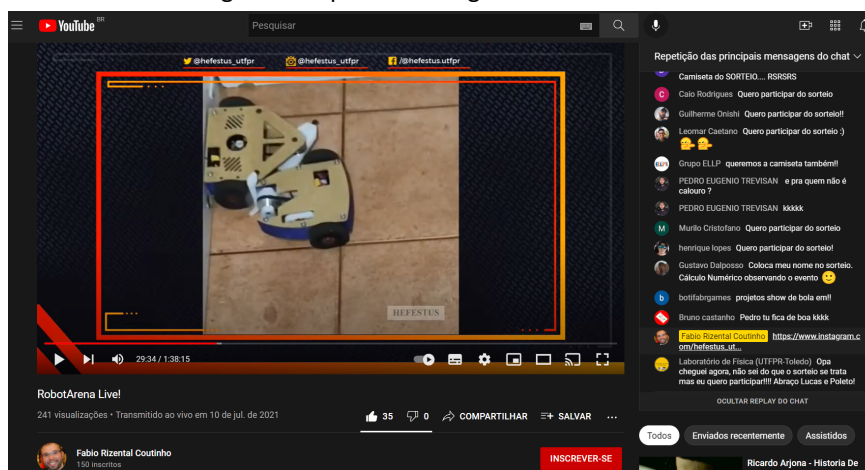 YouTube BR
Pesquisar
@hefestus_utfpr @hefestus_utfpr /@hefestus.utfpr
HEFESTUS
29:34 / 1:38:15
RobotArena Live!
241 visualizações • Transmitido ao vivo em 10 de jul. de 2021
35 0 COMPARTILHAR SALVAR ...
Fabio Rizental Coutinho
150 inscritos
INSCREVER-SE
Repetição das principais mensagens do chat
Camiseta do SORTEIO.... RSRSRS
C Caio Rodrigues Quero participar do sorteio
Guilherme Onishi Quero participar do sorteio!!
Leomar Caetano Quero participar do sorteio :)
Grupo ELLP queremos a camiseta também!!
PEDRO EUGENIO TREVISAN e pra quem não é
calouro ?
PEDRO EUGENIO TREVISAN kkkkk
M Murilo Cristofano Quero participar do sorteio
henrique lopes Quero participar do sorteio!
Gustavo Dalposso Coloca meu nome no sorteio.
Cálculo Numérico observando o evento
b botifabrgames projetos show de bola em!!
Bruno castanho Pedro tu fica de boa kkkk
Fabio Rizental Coutinho https://www.instagram.c
om/hefestus_ut...
Laboratório de Física (UTFPR-Toledo) Opa
cheguei agora, não sei do que o sorteio se trata
mas eu quero participar!!!! Abraço Lucas e Poleto!
OCULTAR REPLAY DO CHAT
Todos Enviados recentemente Assistidos
Ricardo Arjona - Historia De